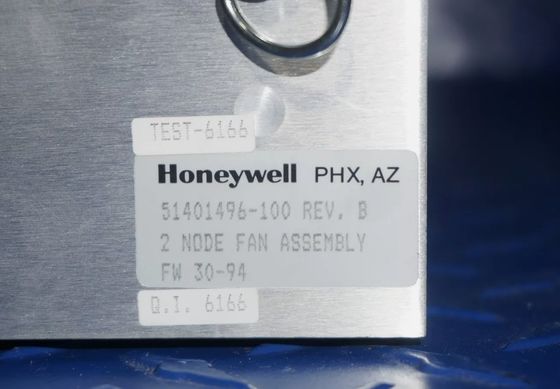 TEST-6166
Honeywell PHX, AZ
51401496-100 REV. B
2 NODE FAN ASSEMBLY
FW 30-94
Q.I. 6166